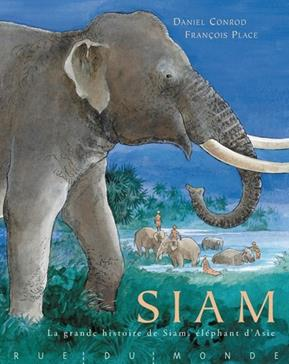 DANIEL CONROD
FRANÇOIS PLACE
SIAM
La grande histoire de Siam, éléphant d'Asie
RUE DU MONDE